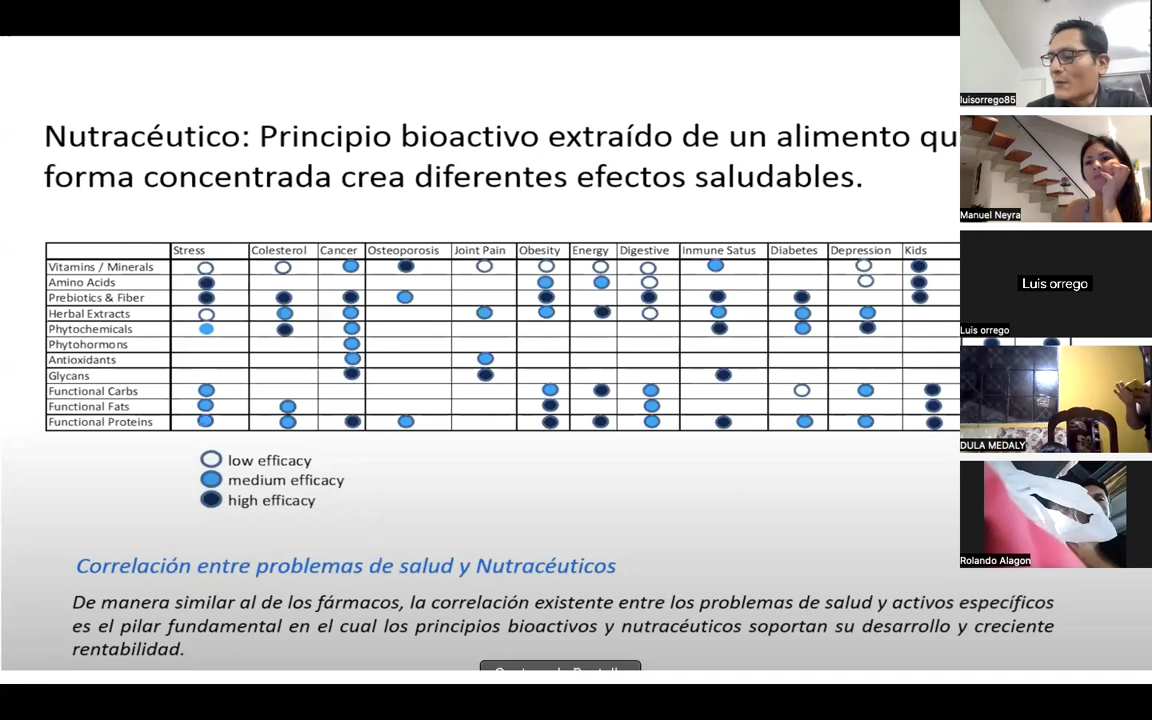 Nutracéutico: Principio bioactivo extraído de un alimento qu
forma concentrada crea diferentes efectos saludables.
Stress Colesterol Cancer Osteoporosis Joint Pain Obesity Energy Digestive Inmune Satus Diabetes Depression Kids
Vitamins / Minerals
Amino Acids
Prebiotics & Fiber
Herbal Extracts
Phytochemicals
Phytohormons
Antioxidants
Glycans
Functional Carbs
Functional Fats
Functional Proteins
low efficacy
medium efficacy
high efficacy
Correlación entre problemas de salud y Nutracéuticos
De manera similar al de los fármacos, la correlación existente entre los problemas de salud y activos específicos
es el pilar fundamental en el cual los principios bioactivos y nutracéuticos soportan su desarrollo y creciente
rentabilidad.
luisorrego85
Manuel Neyra
Luis orrego
Luis orrego
DULA MEDALY
Rolando Alagon